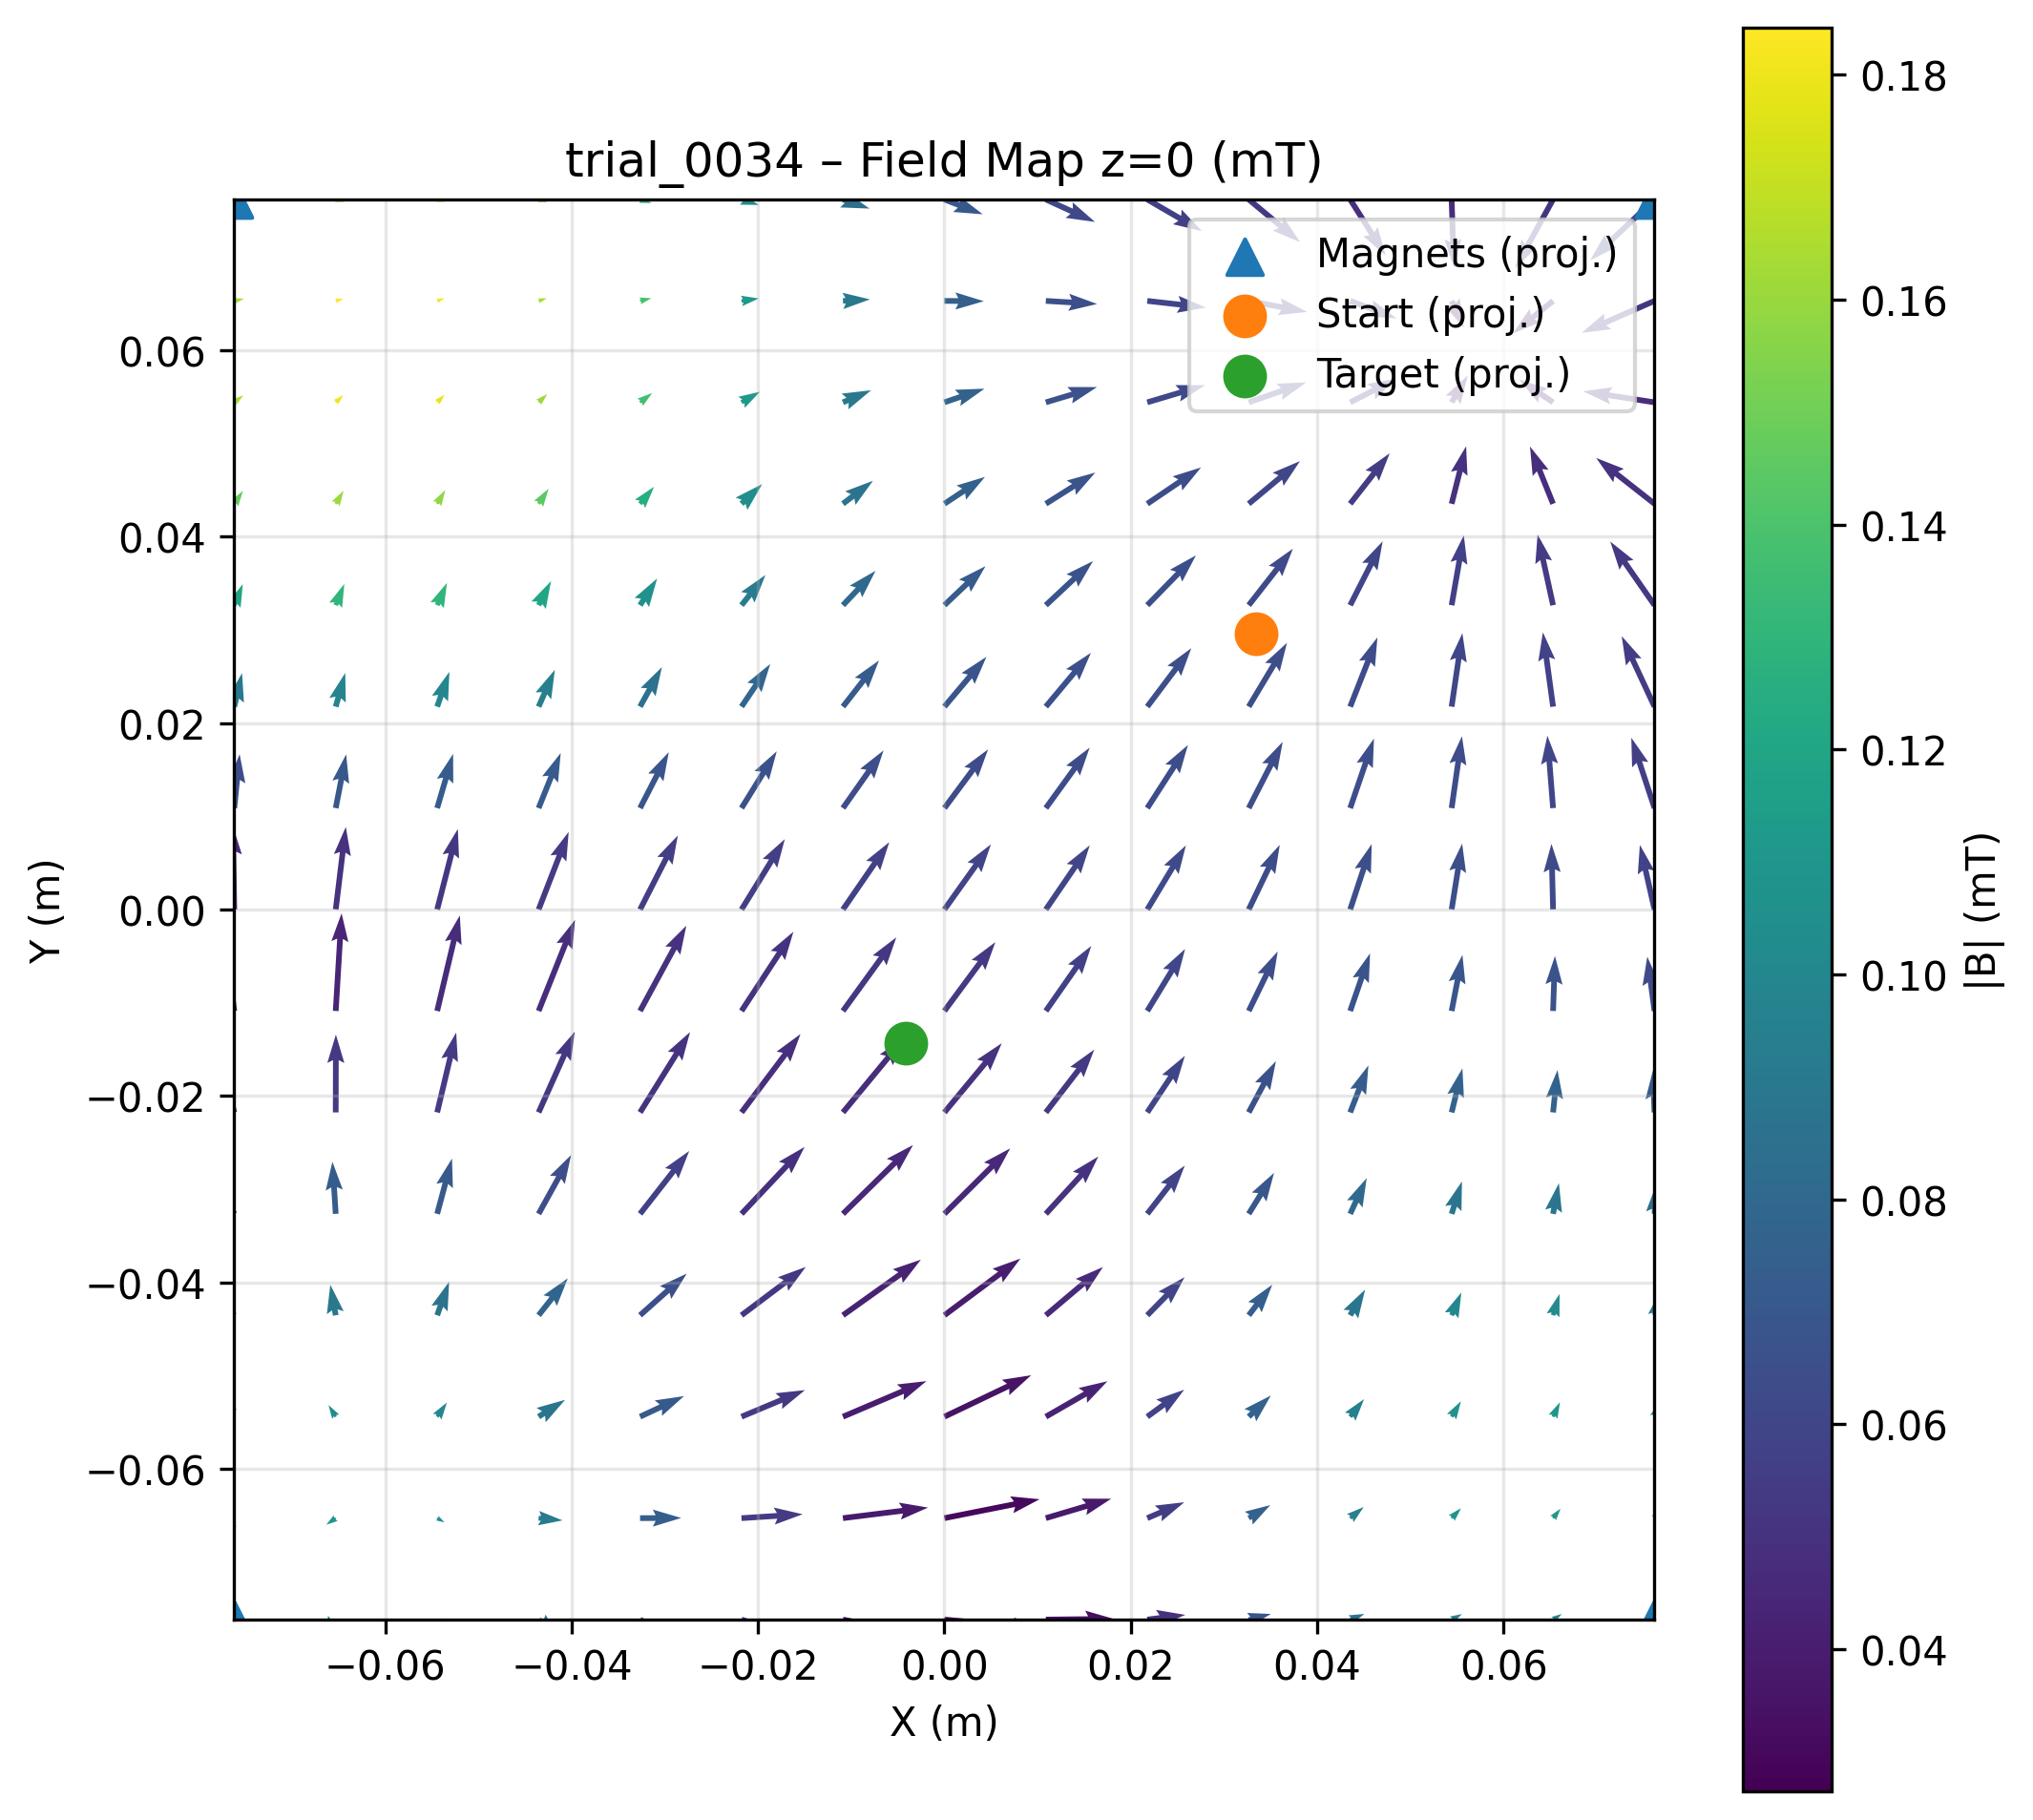 trial_0034 – Field Map z=0 (mT)
Magnets (proj.)
Start (proj.)
Target (proj.)
Y (m)
0.06
0.04
0.02
0.00
−0.02
−0.04
−0.06
−0.06 −0.04 −0.02 0.00 0.02 0.04 0.06
X (m)
0.18
0.16
0.14
0.12
0.10
0.08
0.06
0.04
|B| (mT)